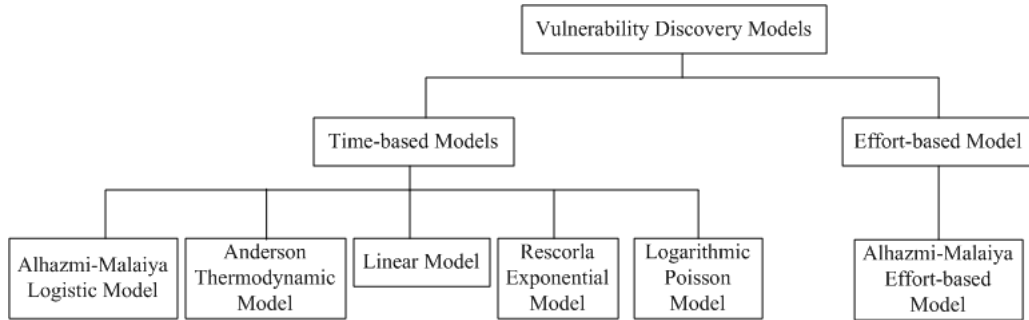 Vulnerability Discovery Models
Time-based Models
Effort-based Model
Alhazmi-Malaiya
Logistic Model
Anderson
Thermodynamic
Model
Linear Model
Rescorla
Exponential
Model
Logarithmic
Poisson
Model
Alhazmi-Malaiya
Effort-based
Model